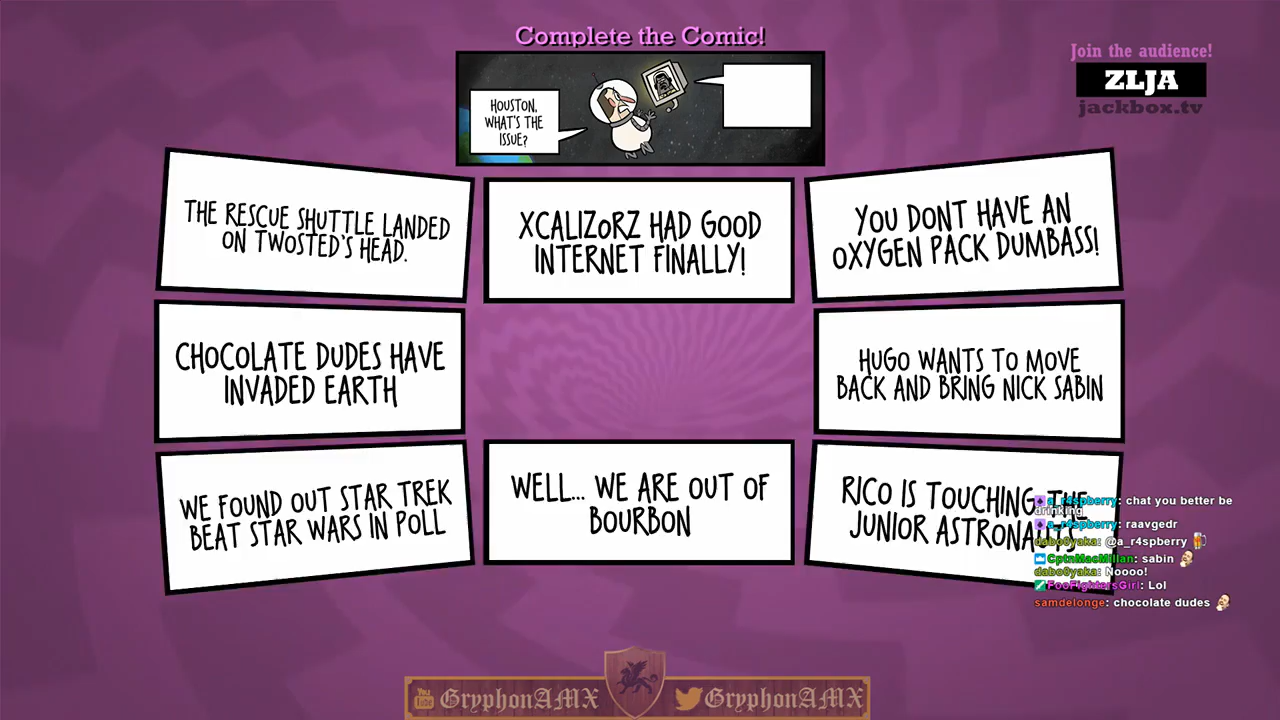 Complete the Comic!
Join the audience!
ZLJA
jackbox.tv
HOUSTON,
WHAT'S THE
ISSUE?
THE RESCUE SHUTTLE LANDED
ON TWOSTED'S HEAD.
XCALIZORZ HAD GOOD
INTERNET FINALLY!
YOU DONT HAVE AN
OXYGEN PACK DUMBASS!
CHOCOLATE DUDES HAVE
INVADED EARTH
HUGO WANTS TO MOVE
BACK AND BRING NICK SABIN
WE FOUND OUT STAR TREK
BEAT STAR WARS IN POLL
WELL... WE ARE OUT OF
BOURBON
RICO IS TOUCHING THE
JUNIOR ASTRONAUTS
a_r4spberry: chat you better be
drinking
a_r4spberry: raavgedr
dabo0yaka: @a_r4spberry
CptnMacMillan: sabin
dabo0yaka: Noooo!
FooFightersGirl: Lol
samdelonge: chocolate dudes
You Tube GryphonAMX
GryphonAMX